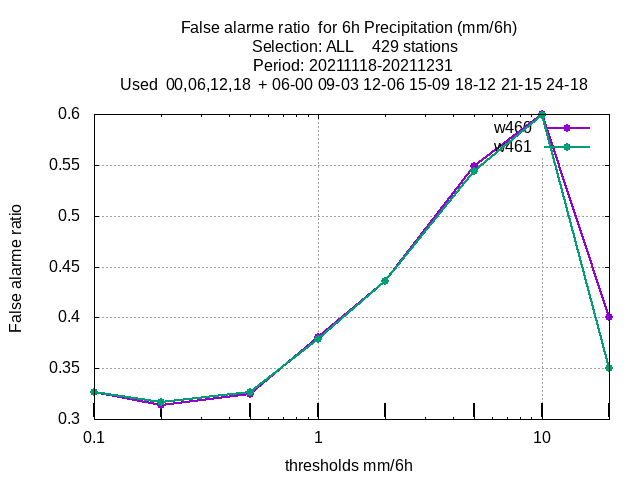 False alarme ratio  for 6h Precipitation (mm/6h)
Selection: ALL    429 stations
Period: 20211118-20211231
Used  00,06,12,18  + 06-00 09-03 12-06 15-09 18-12 21-15 24-18
0.6
w460
w461
0.55
0.5
0.45
0.4
0.35
0.3
False alarme ratio
0.1
1
10
thresholds mm/6h